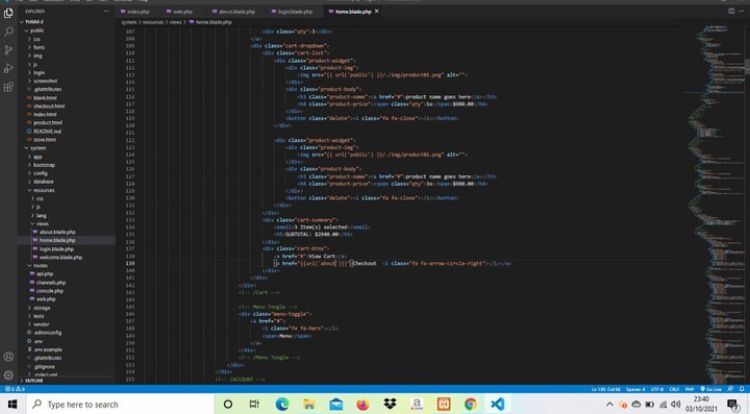 index.php web.php about.blade.php login.blade.php home.blade.php
system > resources > views > home.blade.php
EXPLORER
TUGAS-2
public
css
fonts
img
js
login
screenshot
.gitattributes
blank.html
checkout.html
index.html
product.html
README.md
store.html
system
app
bootstrap
config
database
resources
css
js
lang
views
about.blade.php
home.blade.php
login.blade.php
welcome.blade.php
routes
api.php
channels.php
console.php
web.php
storage
tests
vendor
.editorconfig
.env
.env.example
.gitattributes
.gitignore
OUTLINE
107 <div class="qty">3</div>
108 </a>
109 <div class="cart-dropdown">
110 <div class="cart-list">
111 <div class="product-widget">
112 <div class="product-img">
113 <img src="{{ url('public') }}/./img/product01.png" alt="">
114 </div>
115 <div class="product-body">
116 <h3 class="product-name"><a href="#">product name goes here</a></h3>
117 <h4 class="product-price"><span class="qty">1x</span>$980.00</h4>
118 </div>
119 <button class="delete"><i class="fa fa-close"></i></button>
120 </div>
121
122 <div class="product-widget">
123 <div class="product-img">
124 <img src="{{ url('public') }}/./img/product02.png" alt="">
125 </div>
126 <div class="product-body">
127 <h3 class="product-name"><a href="#">product name goes here</a></h3>
128 <h4 class="product-price"><span class="qty">3x</span>$980.00</h4>
129 </div>
130 <button class="delete"><i class="fa fa-close"></i></button>
131 </div>
132 </div>
133 <div class="cart-summary">
134 <small>3 Item(s) selected</small>
135 <h5>SUBTOTAL: $2940.00</h5>
136 </div>
137 <div class="cart-btns">
138 <a href="#">View Cart</a>
139 <a href="{{url('about')}}">Checkout <i class="fa fa-arrow-circle-right"></i></a>
140 </div>
141 </div>
142 </div>
143 <!-- /Cart -->
144
145 <!-- Menu Toogle -->
146 <div class="menu-toggle">
147 <a href="#">
148 <i class="fa fa-bars"></i>
149 <span>Menu</span>
150 </a>
151 </div>
152 <!-- /Menu Toogle -->
153 </div>
154 </div>
155 <!-- /ACCOUNT -->
Ln 139, Col 68 Spaces: 4 UTF-8 CRLF PHP Go Live
Type here to search
23:40
03/10/2021